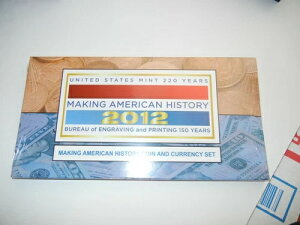 UNITED STATES MINT 220 YEARS
MAKING AMERICAN HISTORY
2012
BUREAU of ENGRAVING and PRINTING 150 YEARS
MAKING AMERICAN HISTORY COIN AND CURRENCY SET